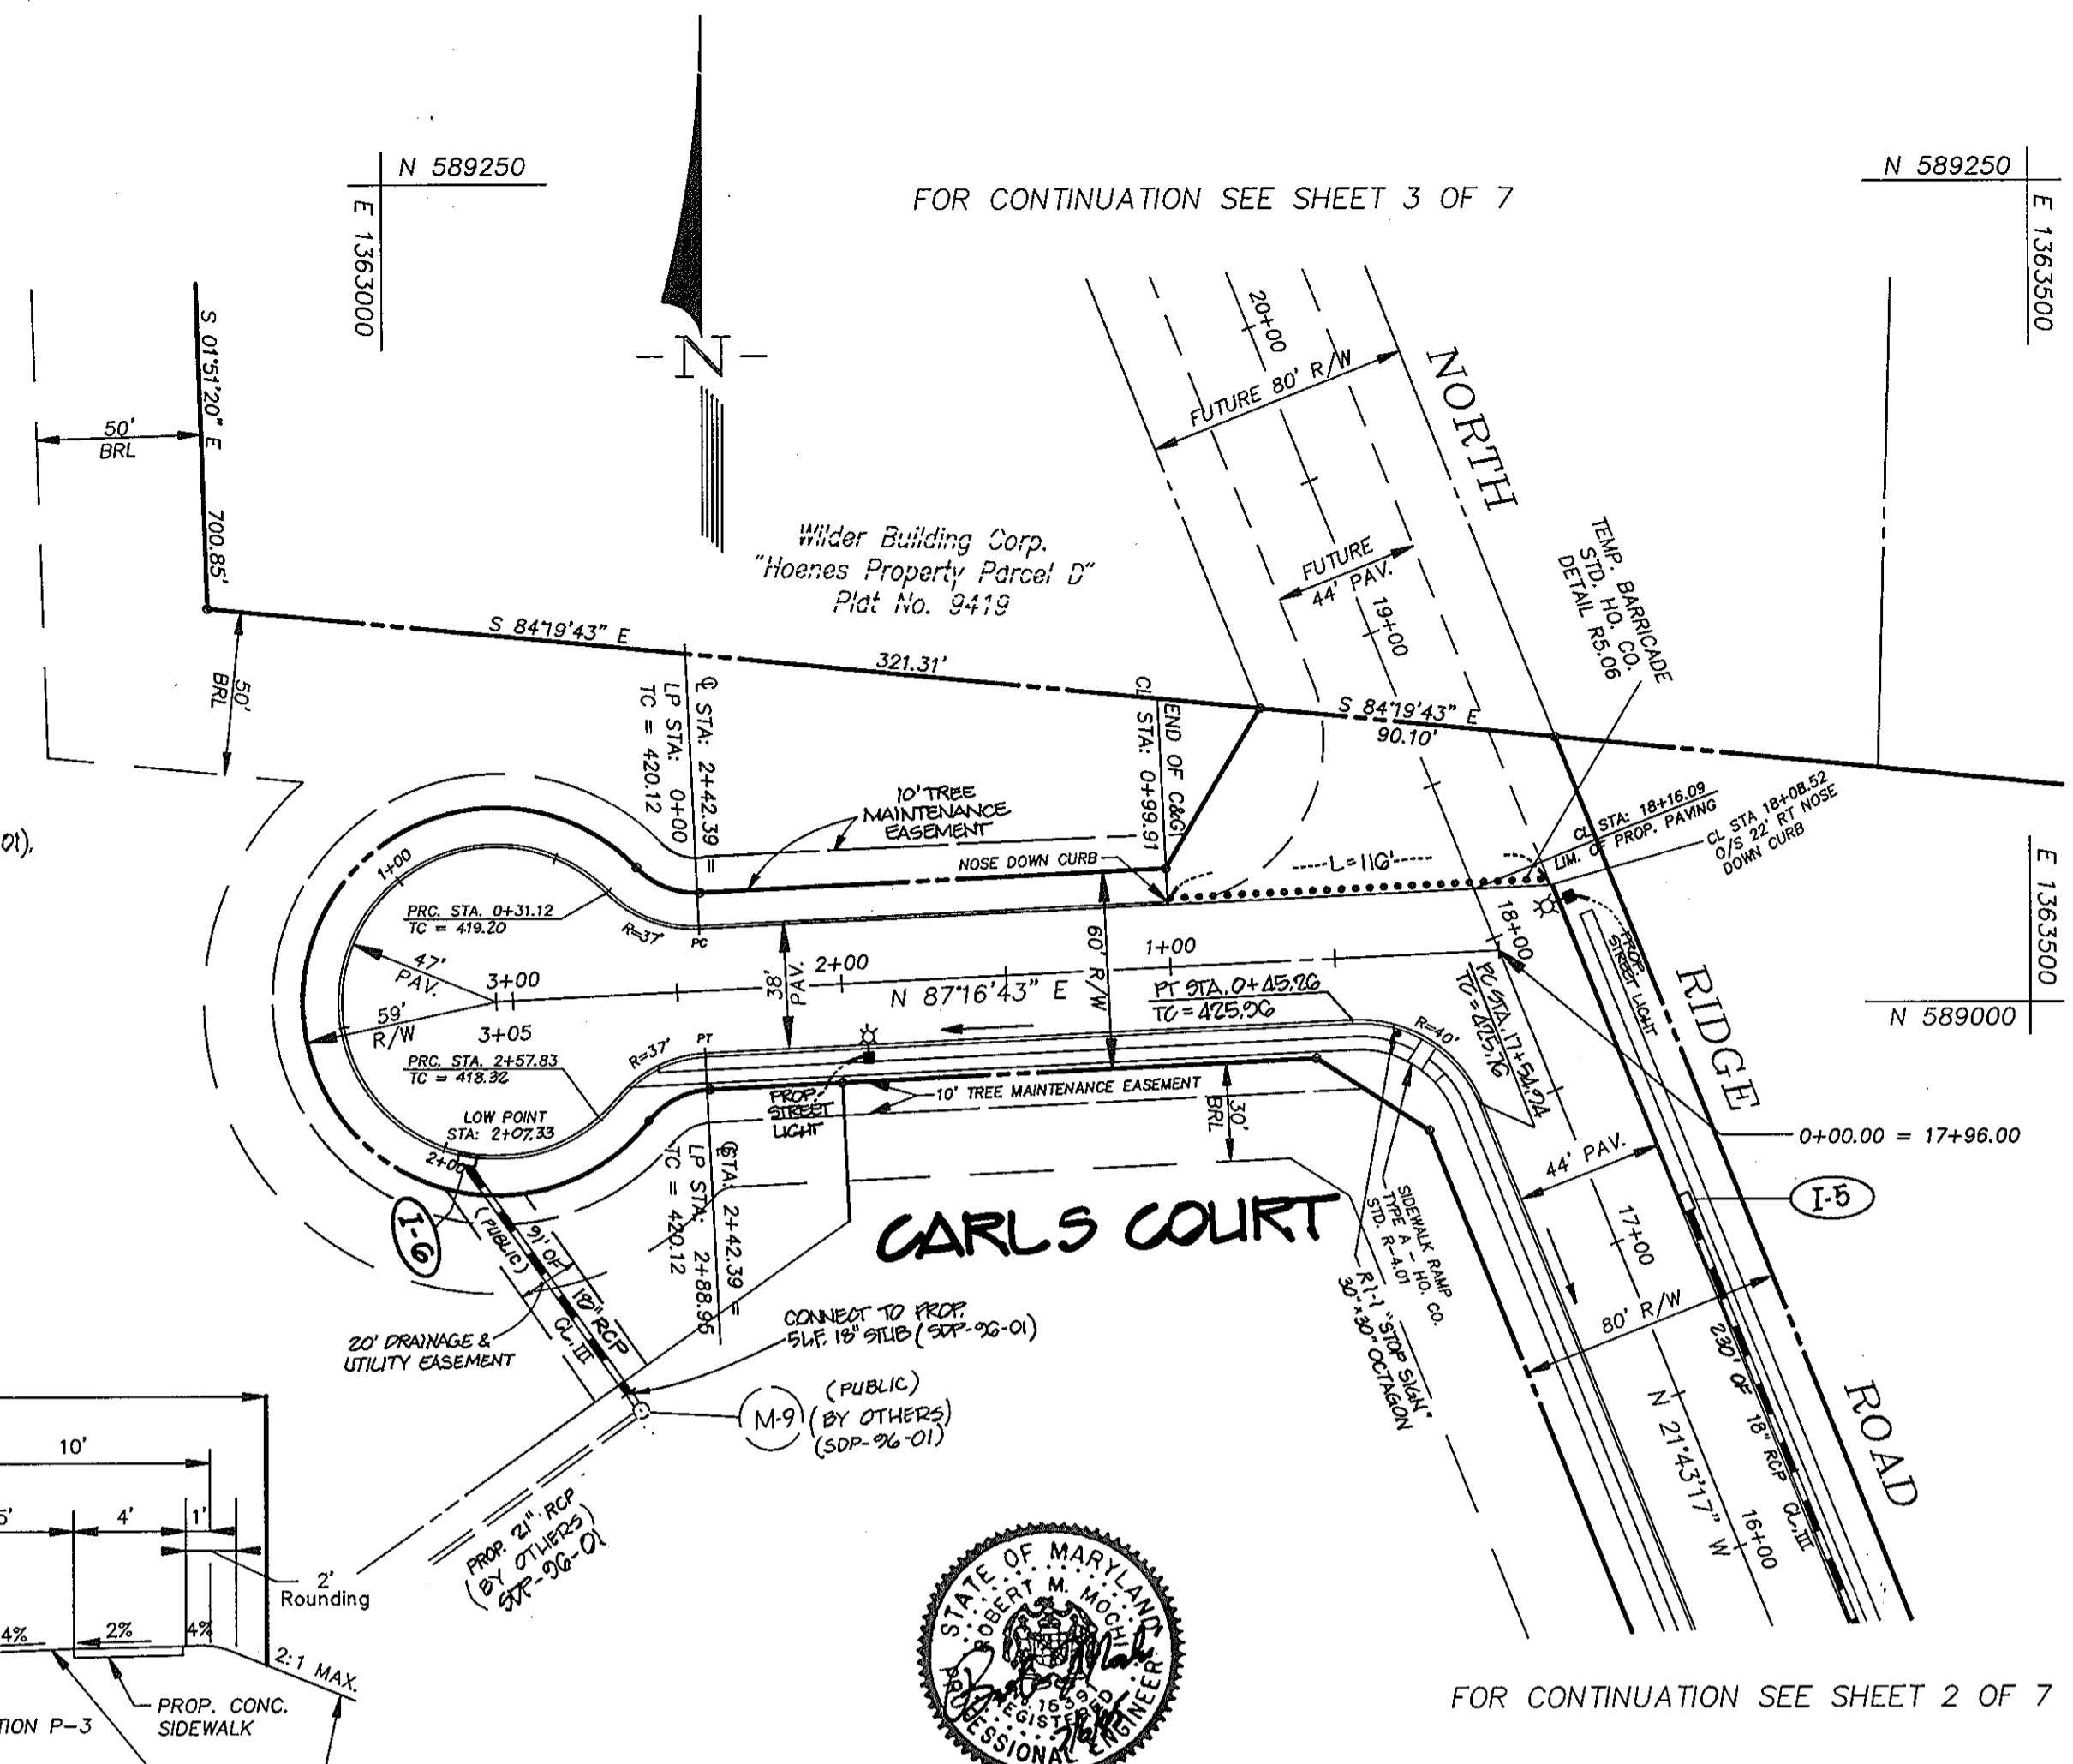 N 589250
E 1363000
FOR CONTINUATION SEE SHEET 3 OF 7
N 589250
E 1363500
S 01°51'20" E
700.85'
50'
BRL
N
Wilder Building Corp.
"Hoenes Property Parcel D"
Plat No. 9419
20+00
FUTURE 80' R/W
NORTH
FUTURE
44' PAV.
19+00
TEMP. BARRICADE
STD. HO. CO.
DETAIL R5.06
S 84°19'43" E
321.31'
S 84°19'43" E
90.10'
50'
BRL
℄ STA: 2+42.39 =
LP STA: 0+00
TC = 420.12
END OF C&G
CL STA: 0+99.91
10' TREE
MAINTENANCE
EASEMENT
NOSE DOWN CURB
L=116'
CL STA: 18+16.09
LIM. OF PROP. PAVING
CL STA 18+08.52
O/S 22' RT NOSE
DOWN CURB
E 1363500
N 589000
01),
1+00
PRC. STA. 0+31.12
TC = 419.20
R=37'
PC
47'
PAV.
3+00
59'
R/W
3+05
38'
PAV.
2+00
N 87°16'43" E
60' R/W
1+00
18+00
PROP.
STREET LIGHT
RIDGE
PT STA. 0+45.26
TC = 425.96
PC STA. 17+54.74
TC = 425.76
R=40'
PRC. STA. 2+57.83
TC = 418.32
R=37'
PT
LOW POINT
STA: 2+07.33
2+00
PROP.
STREET
LIGHT
10' TREE MAINTENANCE EASEMENT
30'
BRL
0+00.00 = 17+96.00
44' PAV.
I-5
I-6
(PUBLIC)
91' OF
18" RCP
CL. III
℄ STA: 2+42.39 =
LP STA: 2+88.95
TC = 420.12
CARLS COURT
SIDEWALK RAMP
TYPE A - HO. CO.
STD. R-4.01
R1-1 "STOP SIGN"
30"x30" OCTAGON
17+00
80' R/W
20' DRAINAGE &
UTILITY EASEMENT
CONNECT TO PROP.
5 L.F. 18" STUB (SDP-96-01)
M-9
(PUBLIC)
(BY OTHERS)
(SDP-96-01)
230' OF
18" RCP
CL. III
N 21°43'17" W
16+00
ROAD
PROP. 21" RCP
(BY OTHERS)
SDP-96-01
10'
5'
4'
1'
2'
Rounding
4%
2%
4%
2:1 MAX.
PROP. CONC.
SIDEWALK
TION P-3
STATE OF MARYLAND
ROBERT M. MOCHI
REGISTERED
PROFESSIONAL ENGINEER
FOR CONTINUATION SEE SHEET 2 OF 7